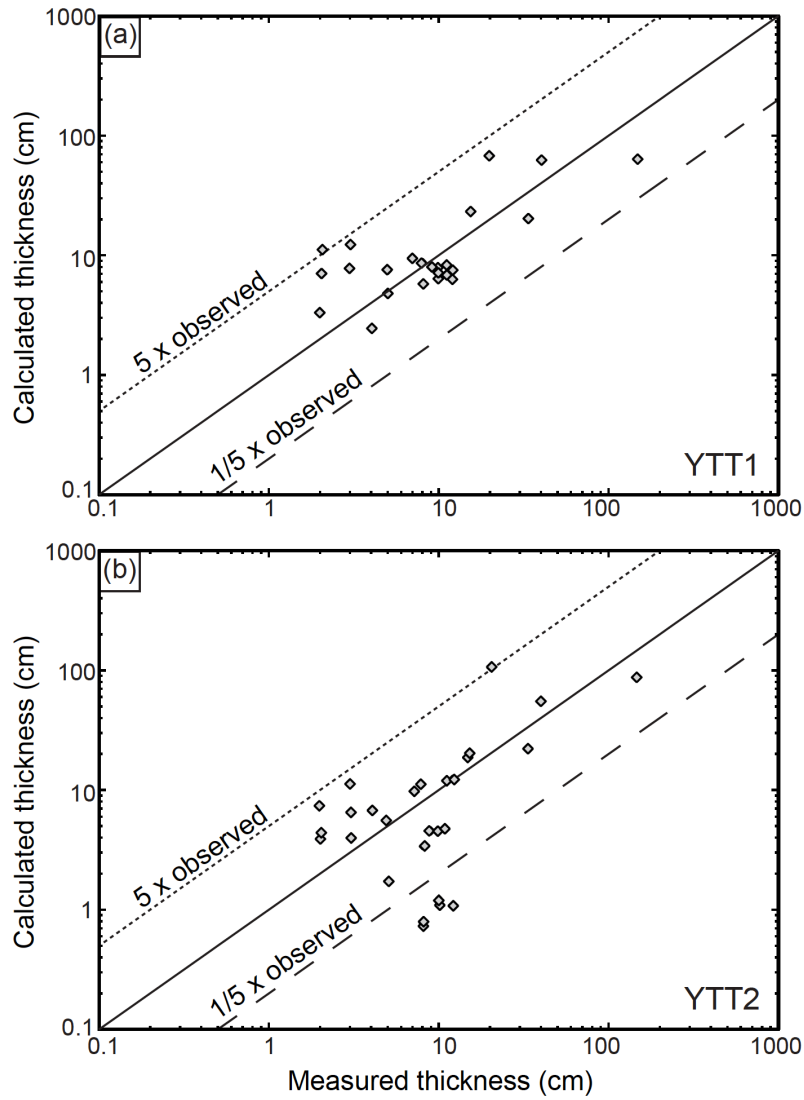 1000
(a)
100
10
1
0.1
Calculated thickness (cm)
5 x observed
1/5 x observed
YTT1
0.1
1
10
100
1000
1000
(b)
100
10
1
0.1
Calculated thickness (cm)
5 x observed
1/5 x observed
YTT2
0.1
1
10
100
1000
Measured thickness (cm)